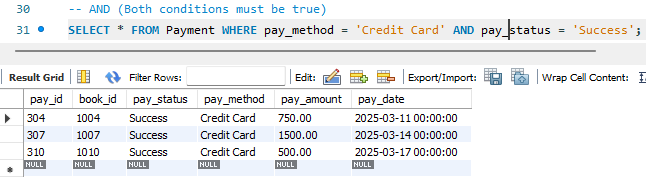 30 -- AND (Both conditions must be true)
31 SELECT * FROM Payment WHERE pay_method = 'Credit Card' AND pay_status = 'Success';
Result Grid Filter Rows: Edit: Export/Import: Wrap Cell Content:
pay_id book_id pay_status pay_method pay_amount pay_date
304 1004 Success Credit Card 750.00 2025-03-11 00:00:00
307 1007 Success Credit Card 1500.00 2025-03-14 00:00:00
310 1010 Success Credit Card 500.00 2025-03-17 00:00:00
NULL NULL NULL NULL NULL NULL